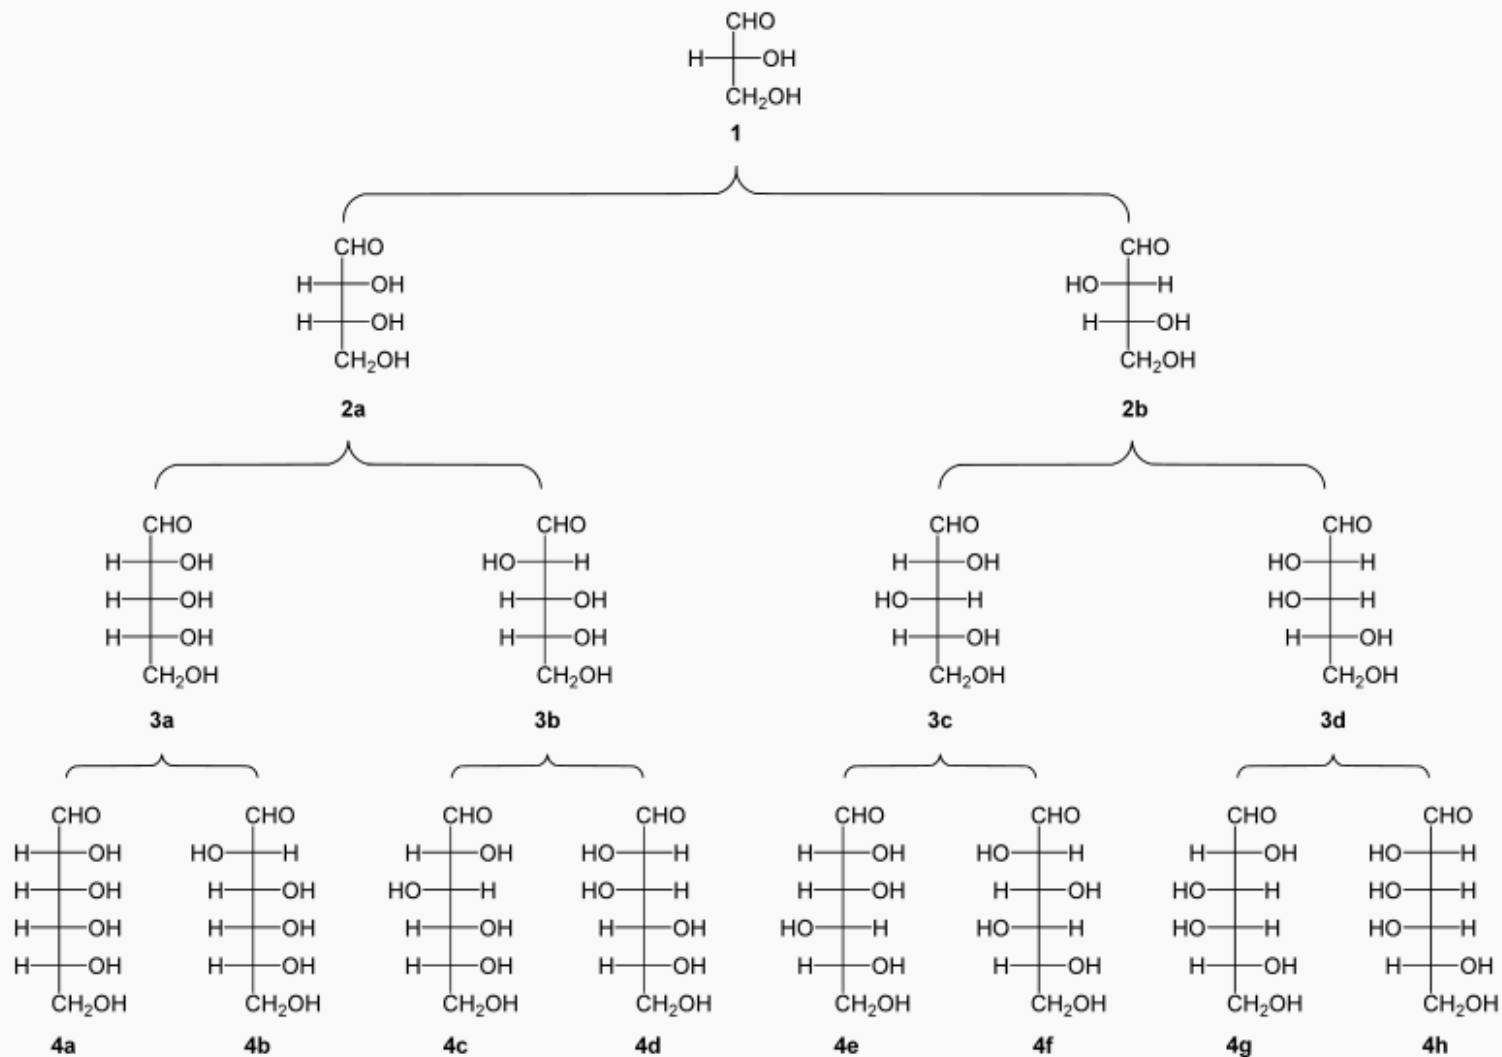 CHO
H OH
CH₂OH
1
CHO CHO
H OH HO H
H OH H OH
CH₂OH CH₂OH
2a 2b
CHO CHO CHO CHO
H OH HO H H OH HO H
H OH H OH HO H HO H
H OH H OH H OH H OH
CH₂OH CH₂OH CH₂OH CH₂OH
3a 3b 3c 3d
CHO CHO CHO CHO CHO CHO CHO CHO
H OH HO H H OH HO H H OH HO H H OH HO H
H OH H OH HO H HO H H OH H OH HO H HO H
H OH H OH H OH H OH HO H HO H HO H HO H
H OH H OH H OH H OH H OH H OH H OH H OH
CH₂OH CH₂OH CH₂OH CH₂OH CH₂OH CH₂OH CH₂OH CH₂OH
4a 4b 4c 4d 4e 4f 4g 4h